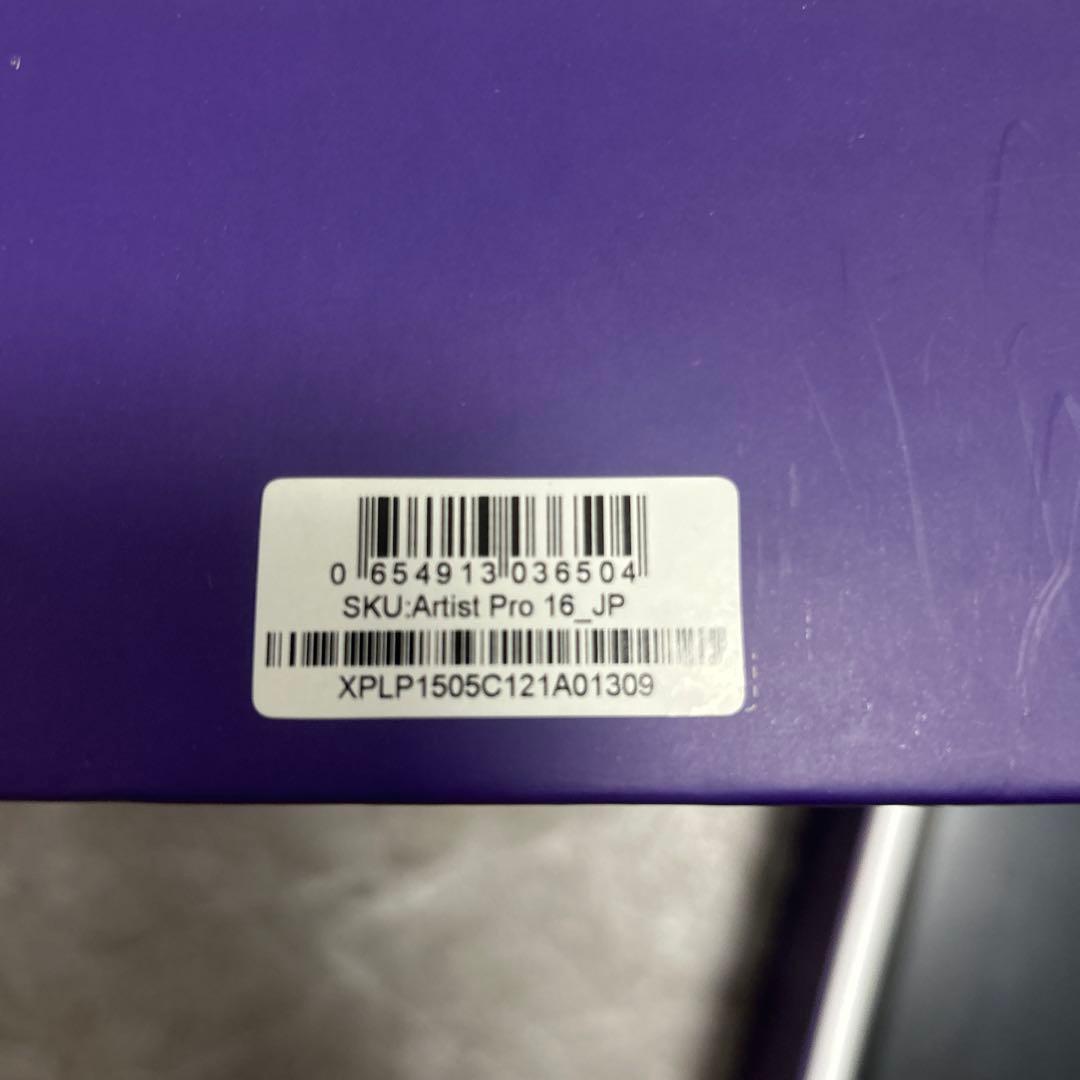 0 654913 036504
SKU:Artist Pro 16_JP
XPLP1505C121A01309